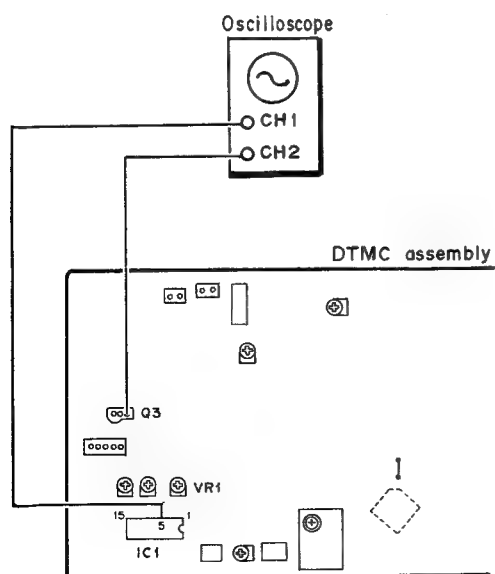 Oscilloscope
CH1
CH2
DTMC assembly
Q3
VR1
15 5 1
IC1